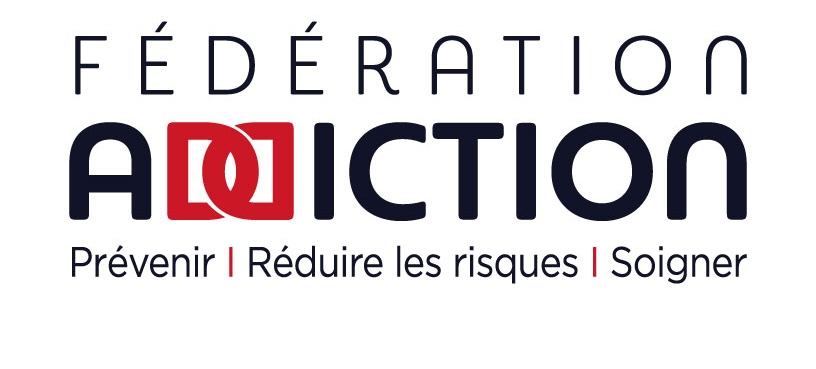 FÉDÉRATION
ADDICTION
Prévenir | Réduire les risques | Soigner